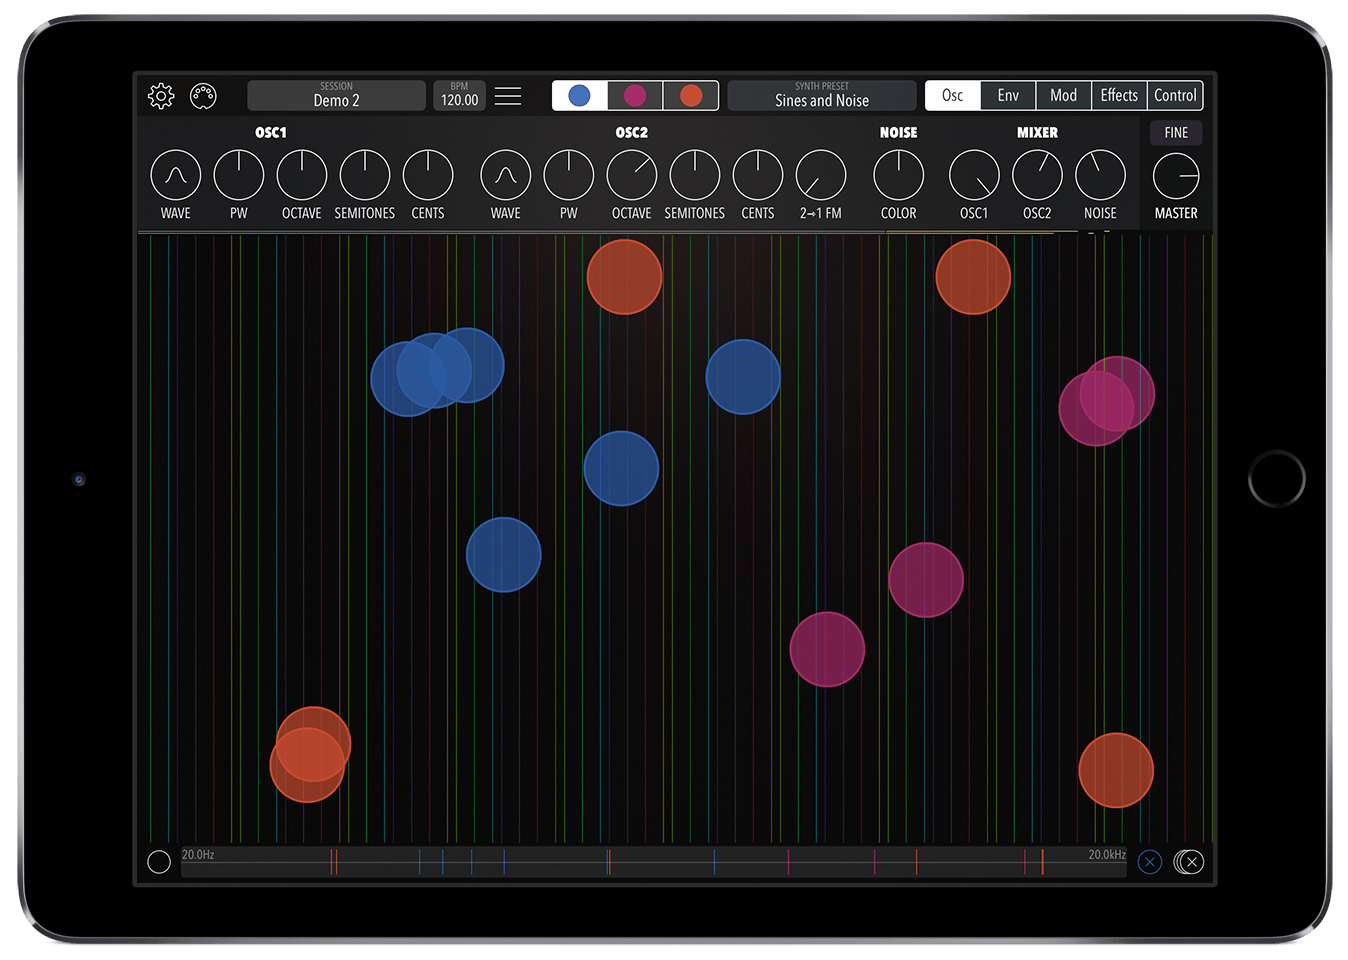 SESSION
Demo 2
BPM
120.00
SYNTH PRESET
Sines and Noise
Osc Env Mod Effects Control
OSC1 OSC2 NOISE MIXER FINE
WAVE PW OCTAVE SEMITONES CENTS WAVE PW OCTAVE SEMITONES CENTS 2→1 FM COLOR OSC1 OSC2 NOISE MASTER
20.0Hz 20.0kHz